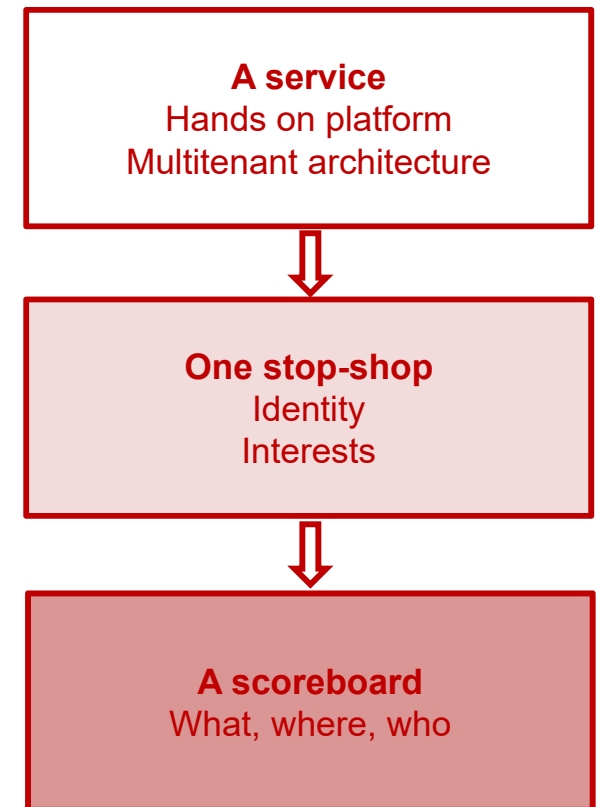 A service
Hands on platform
Multitenant architecture
One stop-shop
Identity
Interests
A scoreboard
What, where, who